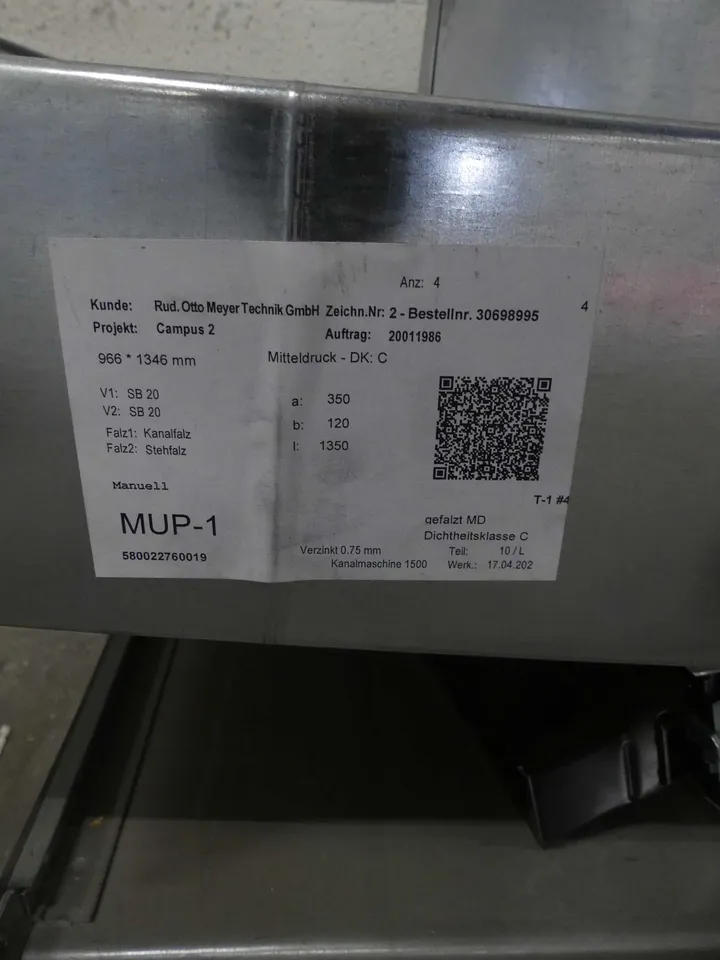 Anz: 4
Kunde: Rud. Otto Meyer Technik GmbH Zeichn.Nr: 2 - Bestellnr. 30698995 4
Projekt: Campus 2 Auftrag: 20011986
966 * 1346 mm Mitteldruck - DK: C
V1: SB 20 a: 350
V2: SB 20 b: 120
Falz1: Kanalfalz
Falz2: Stehfalz l: 1350
Manuell
T-1 #4
MUP-1 gefalzt MD
Dichtheitsklasse C
580022760019 Verzinkt 0.75 mm Teil: 10 / L
Kanalmaschine 1500 Werk.: 17.04.202